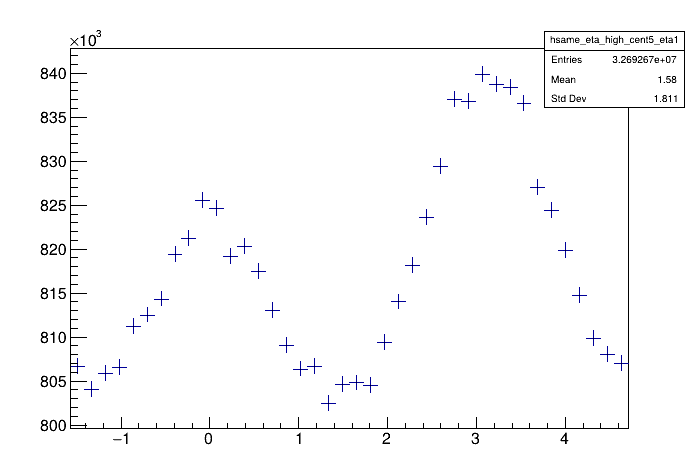 ×10³
hsame_eta_high_cent5_eta1
Entries 3.269267e+07
Mean 1.58
Std Dev 1.811
840
835
830
825
820
815
810
805
800
−1 0 1 2 3 4